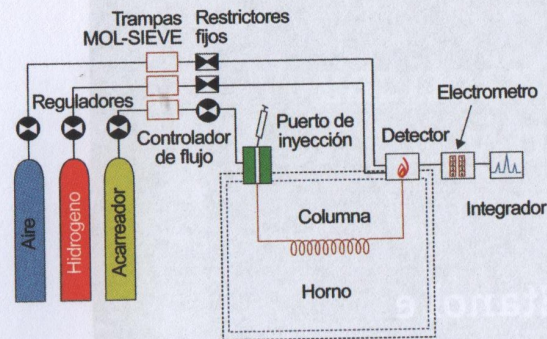 Trampas
MOL-SIEVE
Restrictores
fijos
Reguladores
Controlador
de flujo
Puerto de
inyección
Detector
Electrometro
Integrador
Aire
Hidrogeno
Acarreador
Columna
Horno